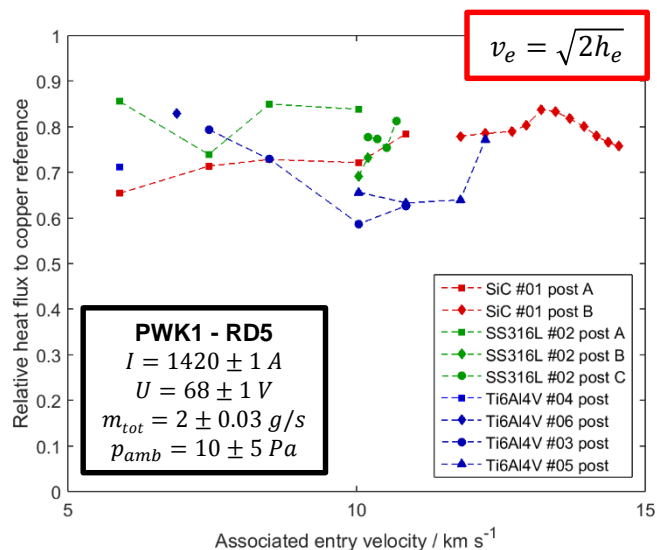 v_e = √2h_e
1
0.9
0.8
0.7
0.6
0.5
0.4
0.3
0.2
0.1
0
Relative heat flux to copper reference
PWK1 - RD5
I = 1420 ± 1 A
U = 68 ± 1 V
m_tot = 2 ± 0.03 g/s
p_amb = 10 ± 5 Pa
SiC #01 post A
SiC #01 post B
SS316L #02 post A
SS316L #02 post B
SS316L #02 post C
Ti6Al4V #04 post
Ti6Al4V #06 post
Ti6Al4V #03 post
Ti6Al4V #05 post
5 10 15
Associated entry velocity / km s⁻¹